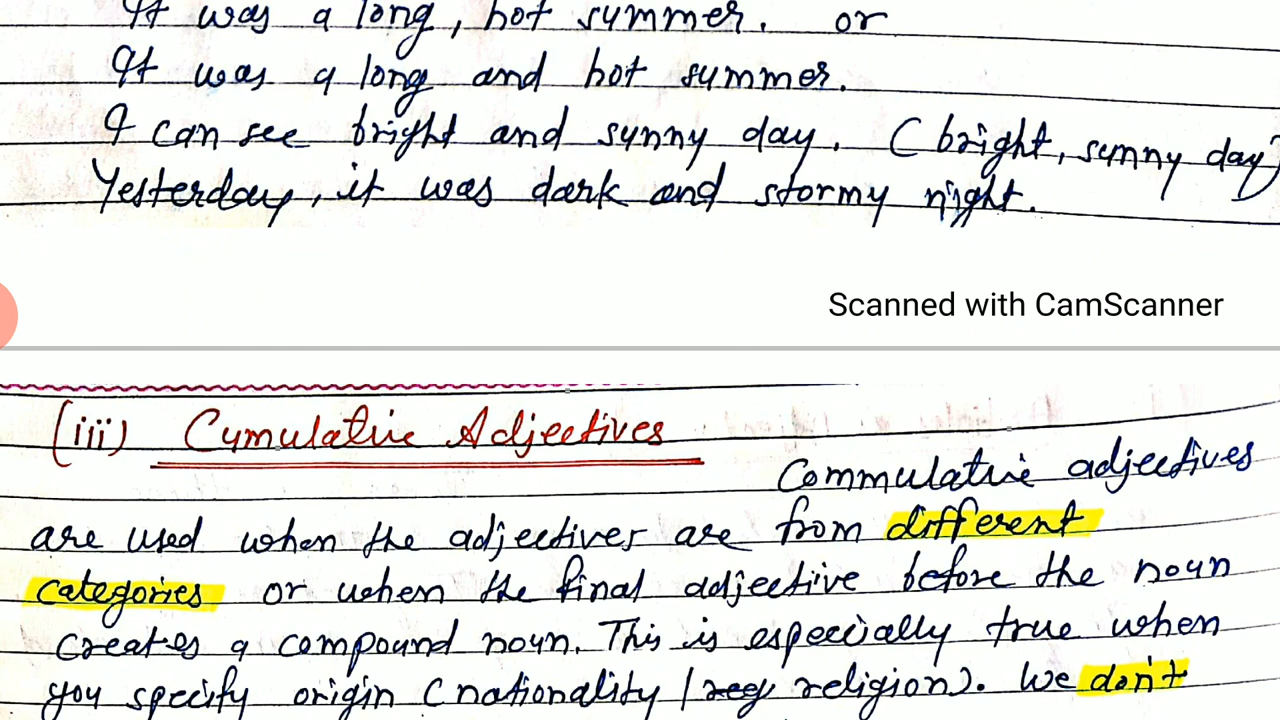 It was a long, hot summer. or
It was a long and hot summer.
I can see bright and sunny day. (bright, sunny day)
Yesterday, it was dark and stormy night.
Scanned with CamScanner
(iii) Cumulative Adjectives
Commulative adjectives
are used when the adjectives are from different
categories or when the final adjective before the noun
creates a compound noun. This is especially true when
you specify origin (nationality / religion). We don't